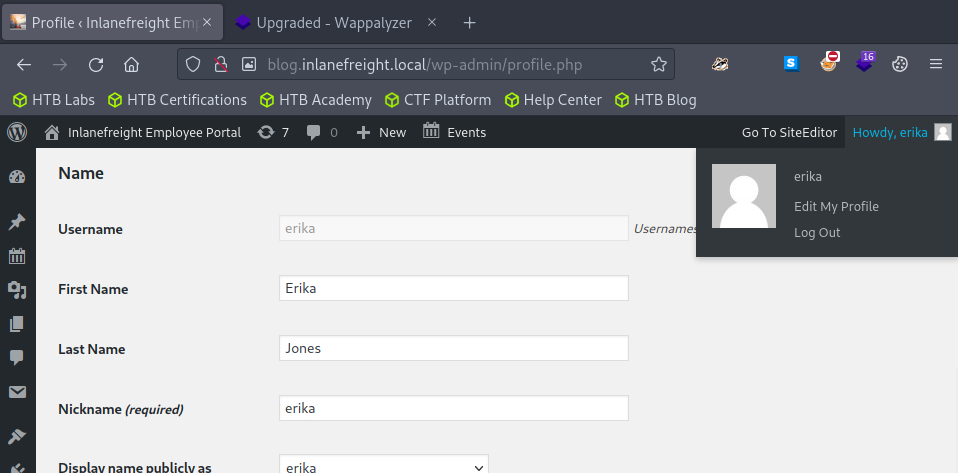 Profile ‹ Inlanefreight Emp
Upgraded - Wappalyzer
blog.inlanefreight.local/wp-admin/profile.php
S
16
HTB Labs HTB Certifications HTB Academy CTF Platform Help Center HTB Blog
Inlanefreight Employee Portal 7 0 New Events Go To SiteEditor Howdy, erika
Name
erika
Edit My Profile
Log Out
Username erika Usernames
First Name Erika
Last Name Jones
Nickname (required) erika
Display name publicly as erika